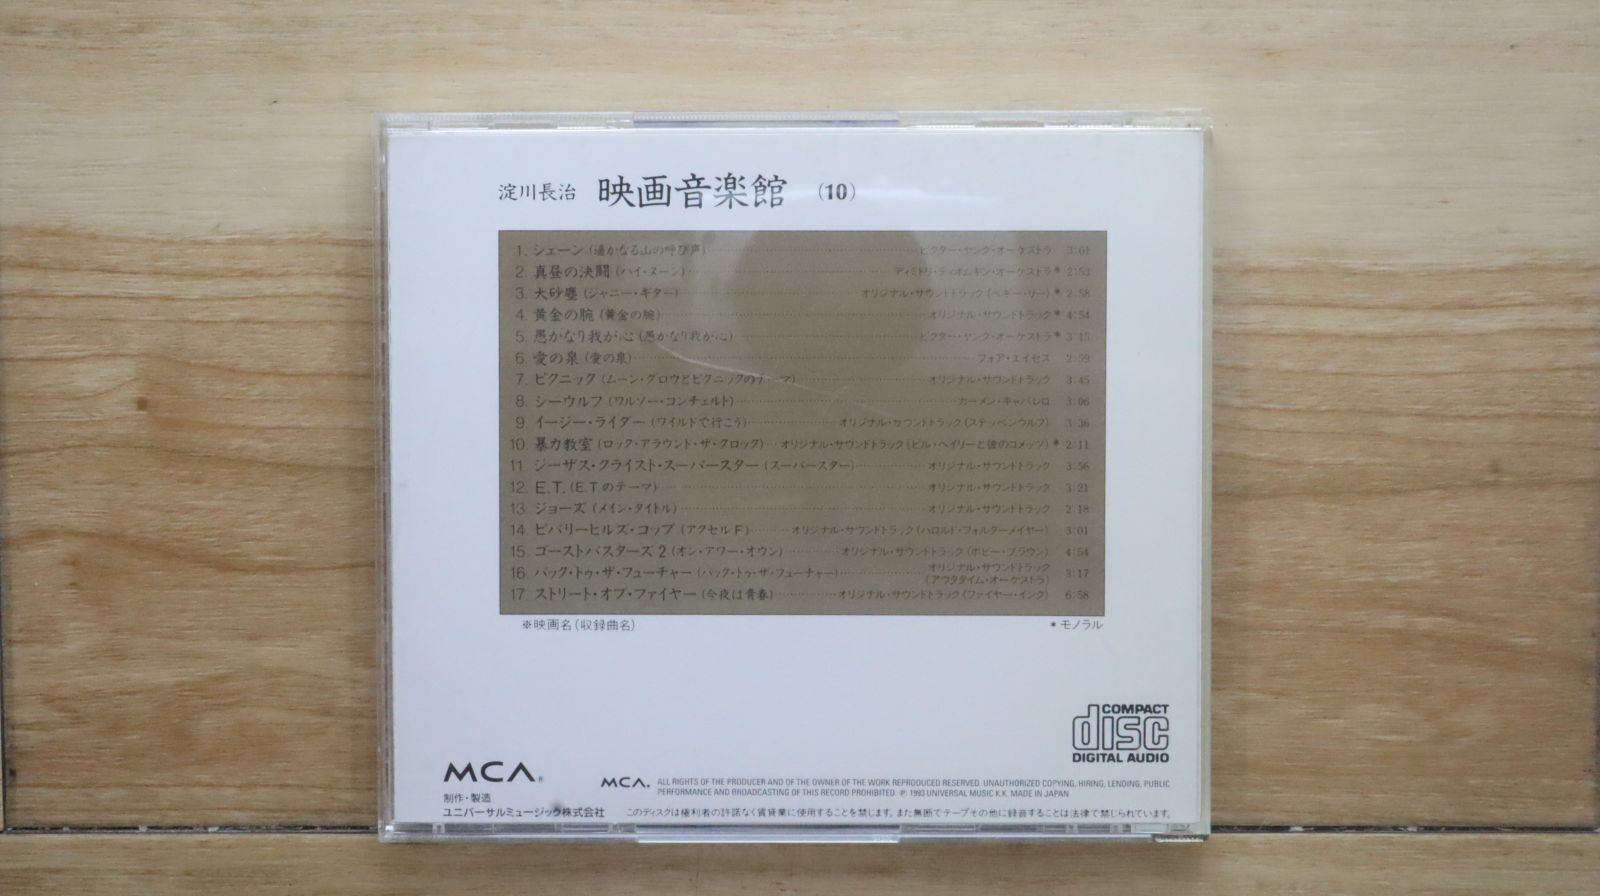 淀川長治 映画音楽館 (10)
1. シェーン (遥かなる山の呼び声) ビクター・ヤング・オーケストラ 3:01
2. 真昼の決闘 (ハイ・ヌーン) ディミトリ・ティオムキン・オーケストラ* 2:53
3. 大砂塵 (ジャニー・ギター) オリジナル・サウンドトラック (ペギー・リー) * 2:58
4. 黄金の腕 (黄金の腕) オリジナル・サウンドトラック* 4:54
5. 愚かなり我が心 (愚かなり我が心) ビクター・ヤング・オーケストラ* 3:15
6. 愛の泉 (愛の泉) フォア・エイセス 2:59
7. ピクニック (ムーン・グロウとピクニックのテーマ) オリジナル・サウンドトラック 3:45
8. シーウルフ (ワルソー・コンチェルト) カーメン・キャバレロ 3:06
9. イージー・ライダー (ワイルドで行こう) オリジナル・サウンドトラック (ステッペンウルフ) 3:36
10. 暴力教室 (ロック・アラウンド・ザ・クロック) オリジナル・サウンドトラック (ビル・ヘイリーと彼のコメッツ) * 2:11
11. ジーザス・クライスト・スーパースター (スーパースター) オリジナル・サウンドトラック 3:56
12. E.T. (E.T.のテーマ) オリジナル・サウンドトラック 3:21
13. ジョーズ (メイン・タイトル) オリジナル・サウンドトラック 2:18
14. ビバリーヒルズ・コップ (アクセル F) オリジナル・サウンドトラック (ハロルド・フォルターメイヤー) 3:01
15. ゴーストバスターズ 2 (オン・アワー・オウン) オリジナル・サウンドトラック (ボビー・ブラウン) 4:54
16. バック・トゥ・ザ・フューチャー (バック・トゥ・ザ・フューチャー) オリジナル・サウンドトラック (アウタタイム・オーケストラ) 3:17
17. ストリート・オブ・ファイヤー (今夜は青春) オリジナル・サウンドトラック (ファイヤー・インク) 6:58
※映画名 (収録曲名) * モノラル
COMPACT
disc
DIGITAL AUDIO
MCA®
制作・製造
ユニバーサルミュージック株式会社
MCA. ALL RIGHTS OF THE PRODUCER AND OF THE OWNER OF THE WORK REPRODUCED RESERVED. UNAUTHORIZED COPYING, HIRING, LENDING, PUBLIC
PERFORMANCE AND BROADCASTING OF THIS RECORD PROHIBITED. ℗ 1993 UNIVERSAL MUSIC K.K. MADE IN JAPAN
このディスクは権利者の許諾なく賃貸業に使用することを禁じます。また無断でテープその他に録音することは法律で禁じられています。